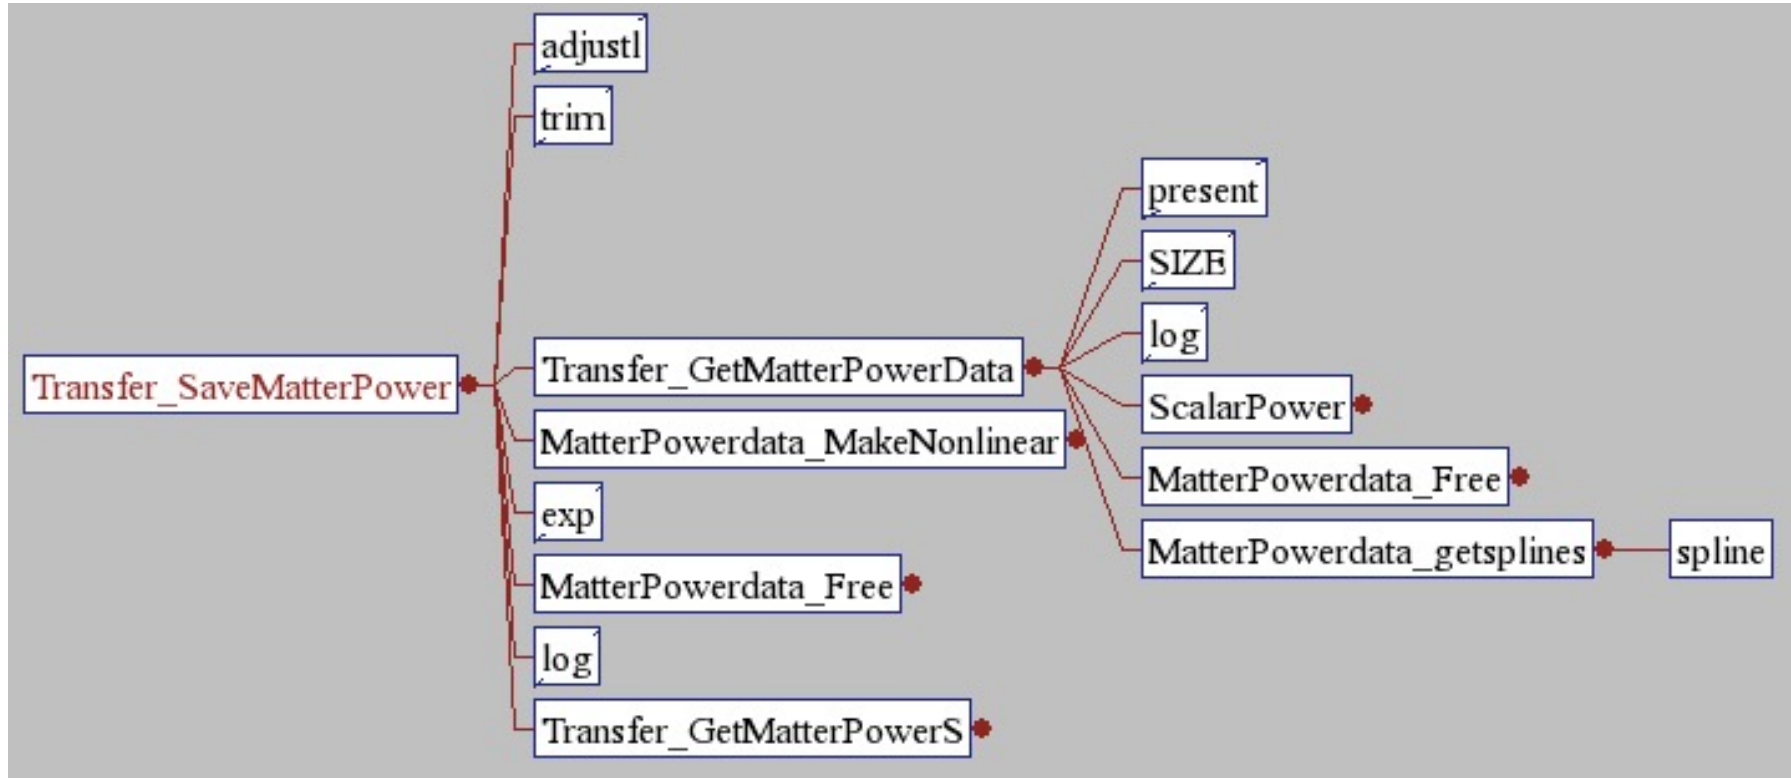 adjustl
trim
present
SIZE
log
Transfer_SaveMatterPower
Transfer_GetMatterPowerData
ScalarPower
MatterPowerdata_MakeNonlinear
MatterPowerdata_Free
exp
MatterPowerdata_getsplines
spline
MatterPowerdata_Free
log
Transfer_GetMatterPowerS